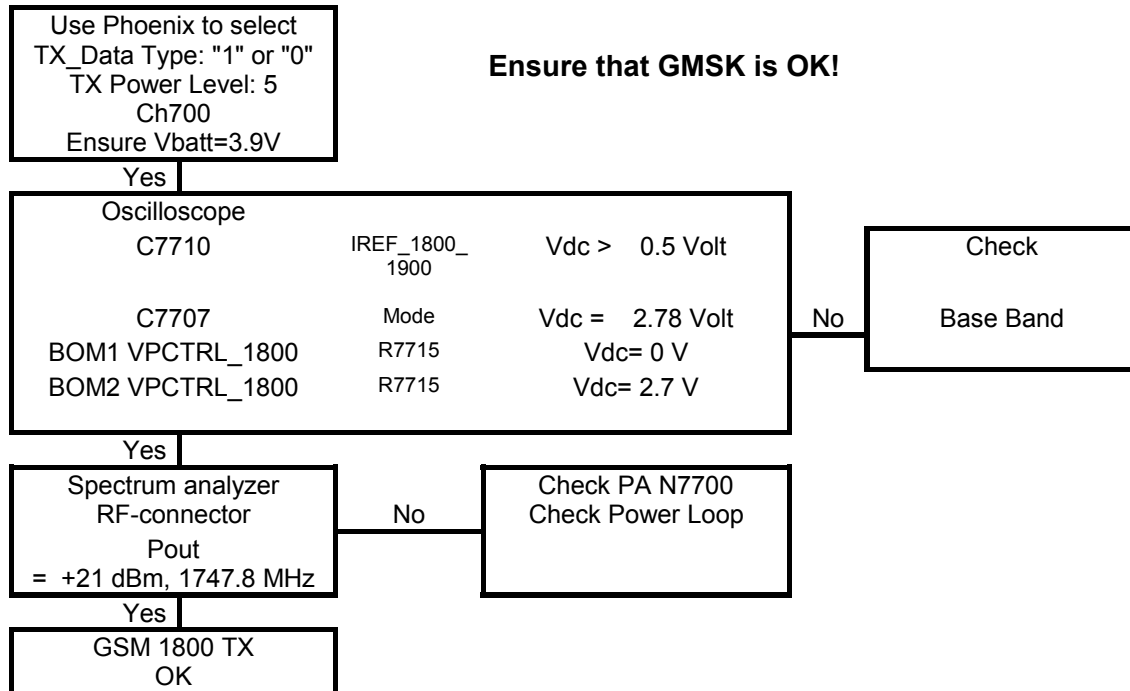 Use Phoenix to select
TX_Data Type: "1" or "0"
TX Power Level: 5
Ch700
Ensure Vbatt=3.9V
Ensure that GMSK is OK!
Yes
Oscilloscope
C7710 IREF_1800_ Vdc > 0.5 Volt
1900
C7707 Mode Vdc = 2.78 Volt
BOM1 VPCTRL_1800 R7715 Vdc= 0 V
BOM2 VPCTRL_1800 R7715 Vdc= 2.7 V
No
Check
Base Band
Yes
Spectrum analyzer
RF-connector
Pout
= +21 dBm, 1747.8 MHz
No
Check PA N7700
Check Power Loop
Yes
GSM 1800 TX
OK